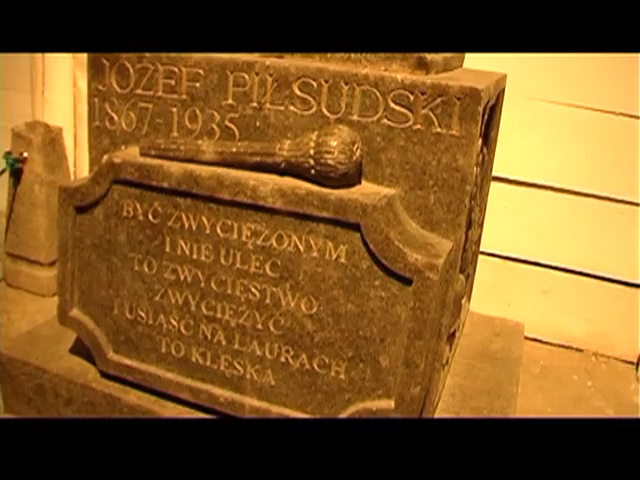 JÓZEF PIŁSUDSKI
1867-1935
BYĆ ZWYCIĘŻONYM
I NIE ULEC
TO ZWYCIĘSTWO
ZWYCIĘŻYĆ
I USIĄŚĆ NA LAURACH
TO KLĘSKA